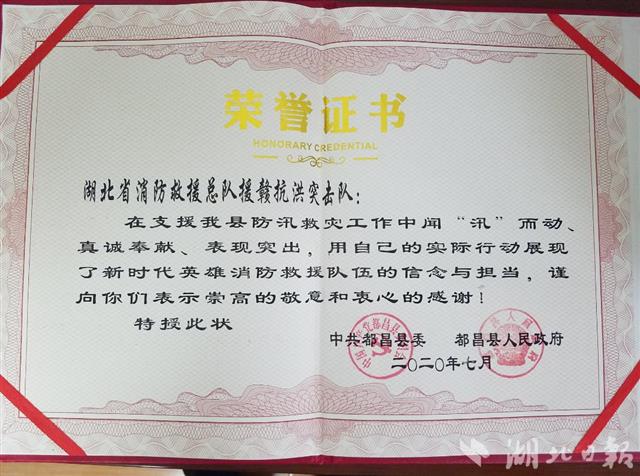 荣誉证书
HONORARY CREDENTIAL
湖北省消防救援总队援赣抗洪突击队：
在支援我县防汛救灾工作中闻“汛”而动、
真诚奉献、表现突出，用自己的实际行动展现
了新时代英雄消防救援队伍的信念与担当，谨
向你们表示崇高的敬意和衷心的感谢！
特授此状
中共都昌县委 都昌县人民政府
二〇二〇年七月
湖北日报